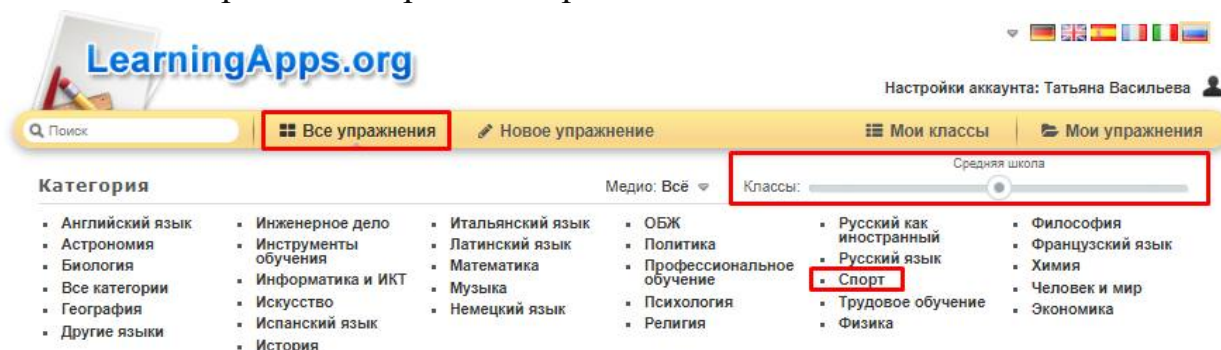 LearningApps.org
Настройки аккаунта: Татьяна Васильева
Поиск
Все упражнения
Новое упражнение
Мои классы
Мои упражнения
Категория
Медио: Всё
Классы:
Средняя школа
Английский язык
Астрономия
Биология
Все категории
География
Другие языки
Инженерное дело
Инструменты
обучения
Информатика и ИКТ
Искусство
Испанский язык
История
Итальянский язык
Латинский язык
Математика
Музыка
Немецкий язык
ОБЖ
Политика
Профессиональное
обучение
Психология
Религия
Русский как
иностранный
Русский язык
Спорт
Трудовое обучение
Физика
Философия
Французский язык
Химия
Человек и мир
Экономика